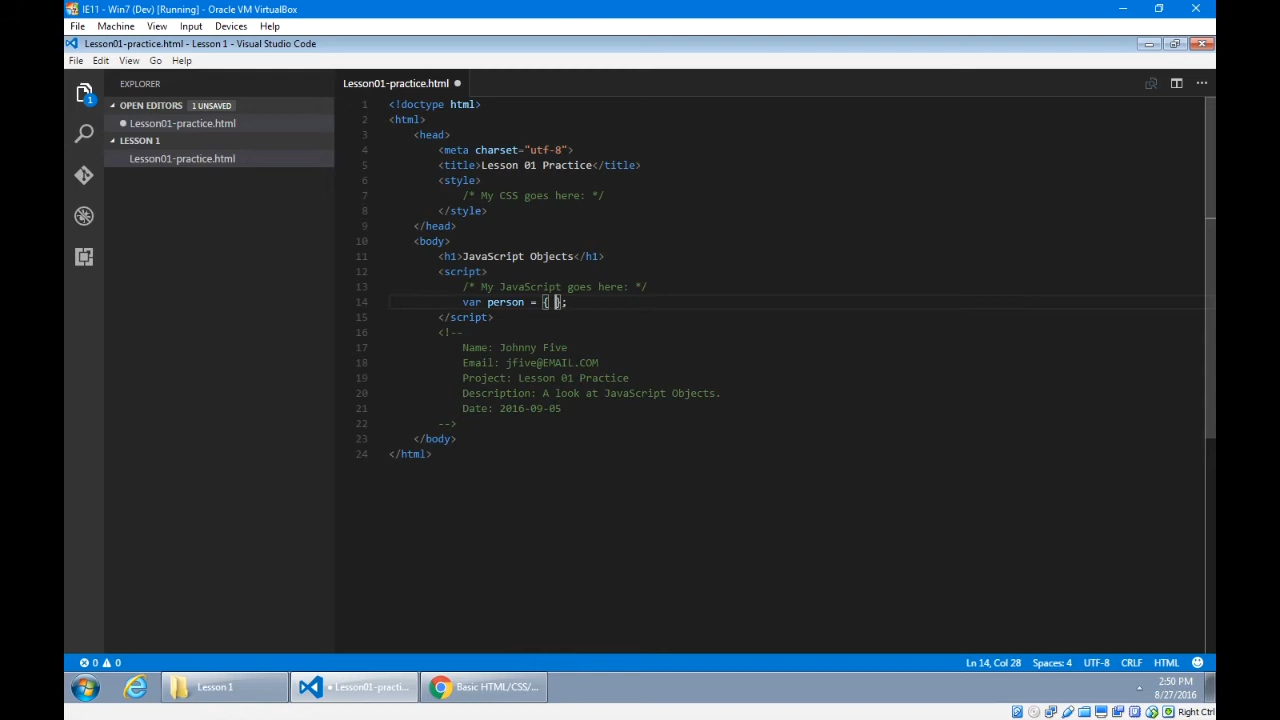 IE11 - Win7 (Dev) [Running] - Oracle VM VirtualBox
File Machine View Input Devices Help
Lesson01-practice.html - Lesson 1 - Visual Studio Code
File Edit View Go Help
EXPLORER
OPEN EDITORS 1 UNSAVED
Lesson01-practice.html
LESSON 1
Lesson01-practice.html
1
Lesson01-practice.html
1 <!doctype html>
2 <html>
3 <head>
4 <meta charset="utf-8">
5 <title>Lesson 01 Practice</title>
6 <style>
7 /* My CSS goes here: */
8 </style>
9 </head>
10 <body>
11 <h1>JavaScript Objects</h1>
12 <script>
13 /* My JavaScript goes here: */
14 var person = { };
15 </script>
16 <!--
17 Name: Johnny Five
18 Email: jfive@EMAIL.COM
19 Project: Lesson 01 Practice
20 Description: A look at JavaScript Objects.
21 Date: 2016-09-05
22 -->
23 </body>
24 </html>
0 0
Ln 14, Col 28 Spaces: 4 UTF-8 CRLF HTML
Lesson 1
• Lesson01-practi...
Basic HTML/CSS/...
2:50 PM
8/27/2016
Right Ctrl